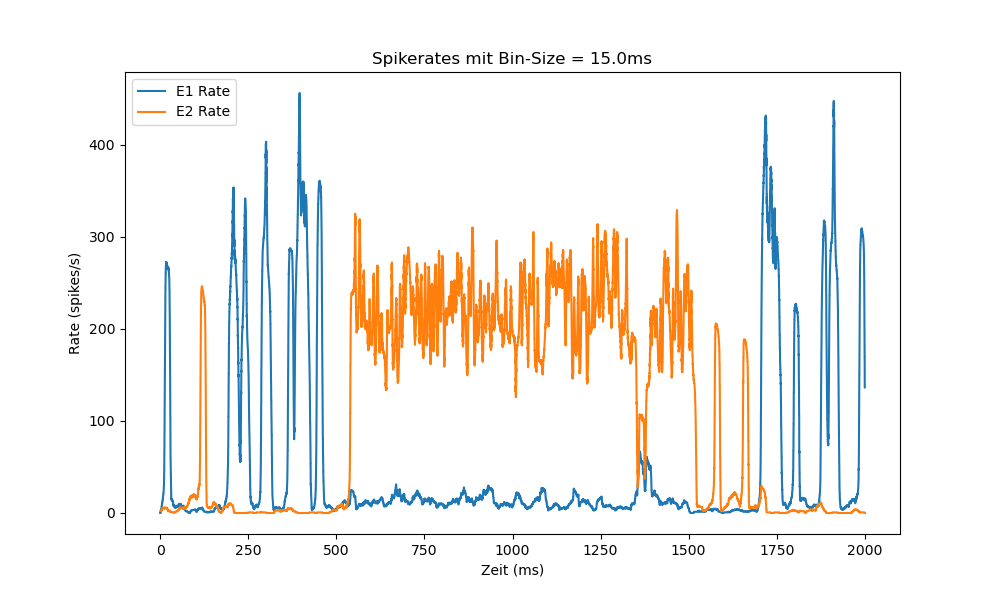 Spikerates mit Bin-Size = 15.0ms
E1 Rate
E2 Rate
400
300
200
100
0
Rate (spikes/s)
0 250 500 750 1000 1250 1500 1750 2000
Zeit (ms)